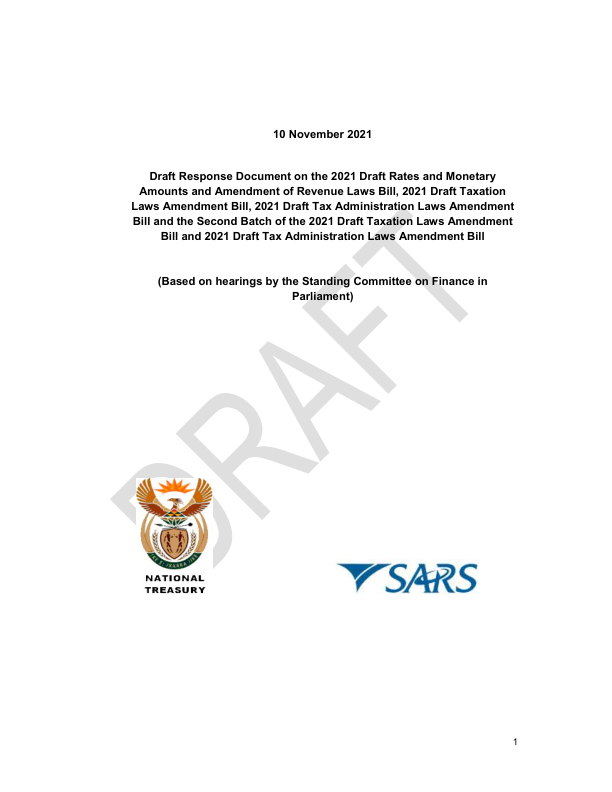 10 November 2021
Draft Response Document on the 2021 Draft Rates and Monetary
Amounts and Amendment of Revenue Laws Bill, 2021 Draft Taxation
Laws Amendment Bill, 2021 Draft Tax Administration Laws Amendment
Bill and the Second Batch of the 2021 Draft Taxation Laws Amendment
Bill and 2021 Draft Tax Administration Laws Amendment Bill
(Based on hearings by the Standing Committee on Finance in
Parliament)
DRAFT
NATIONAL
TREASURY
SARS
1